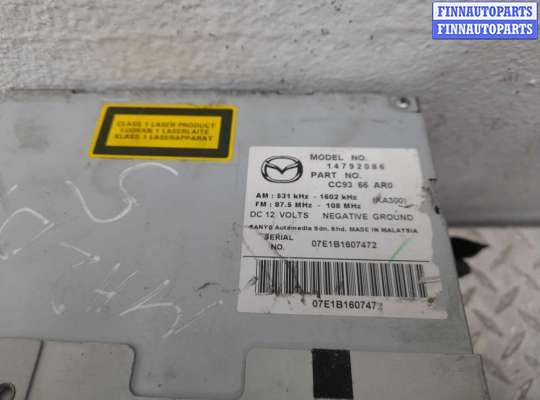 FINNAUTOPARTS
FINNAUTOPARTS
FINNAUTOPARTS
CLASS 1 LASER PRODUCT
LUOKAN 1 LASERLAITE
KLASS 1 LASERAPPARAT
MODEL NO.
14792086
PART NO.
CC93 66 AR0
AM : 531 kHz - 1602 kHz (KA300)
FM : 87.5 MHz - 108 MHz
DC 12 VOLTS NEGATIVE GROUND
SANYO Automedia Sdn. Bhd. MADE IN MALAYSIA
SERIAL
NO. 07E1B1607472
07E1B1607472